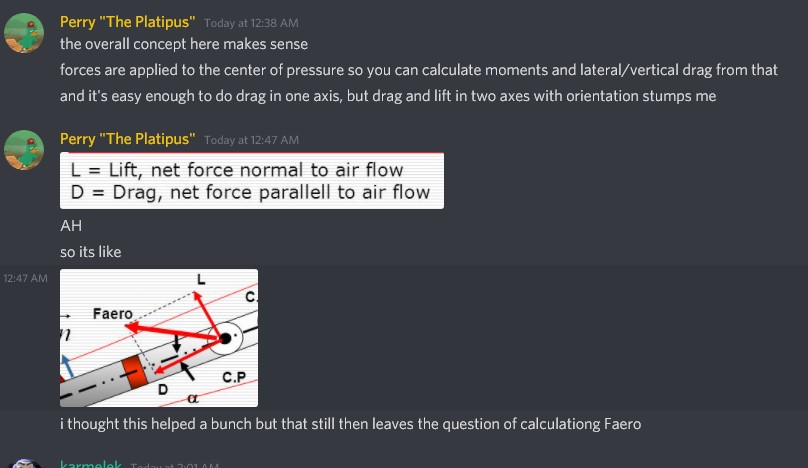 Perry "The Platipus" Today at 12:38 AM
the overall concept here makes sense
forces are applied to the center of pressure so you can calculate moments and lateral/vertical drag from that
and it's easy enough to do drag in one axis, but drag and lift in two axes with orientation stumps me
Perry "The Platipus" Today at 12:47 AM
L = Lift, net force normal to air flow
D = Drag, net force parallell to air flow
AH
so its like
12:47 AM
L
C.
Faero
n
C.P
D
α
i thought this helped a bunch but that still then leaves the question of calculationg Faero
karmelek Today at 2:01 AM